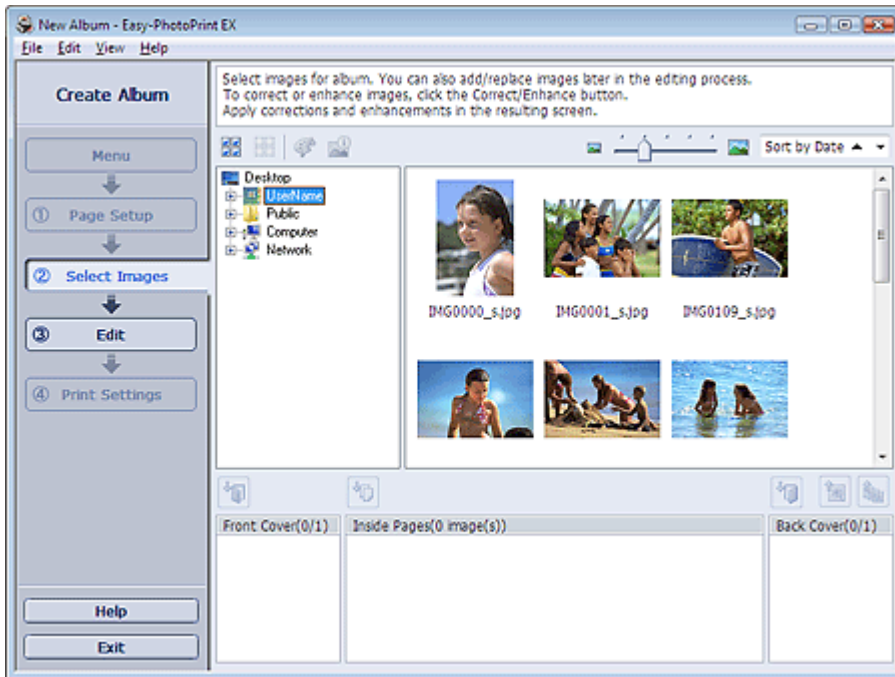 New Album - Easy-PhotoPrint EX
File Edit View Help
Create Album
Menu
① Page Setup
② Select Images
③ Edit
④ Print Settings
Help
Exit
Select images for album. You can also add/replace images later in the editing process.
To correct or enhance images, click the Correct/Enhance button.
Apply corrections and enhancements in the resulting screen.
Sort by Date
Desktop
UserName
Public
Computer
Network
IMG0000_s.jpg IMG0001_s.jpg IMG0109_s.jpg
Front Cover(0/1) Inside Pages(0 image(s)) Back Cover(0/1)